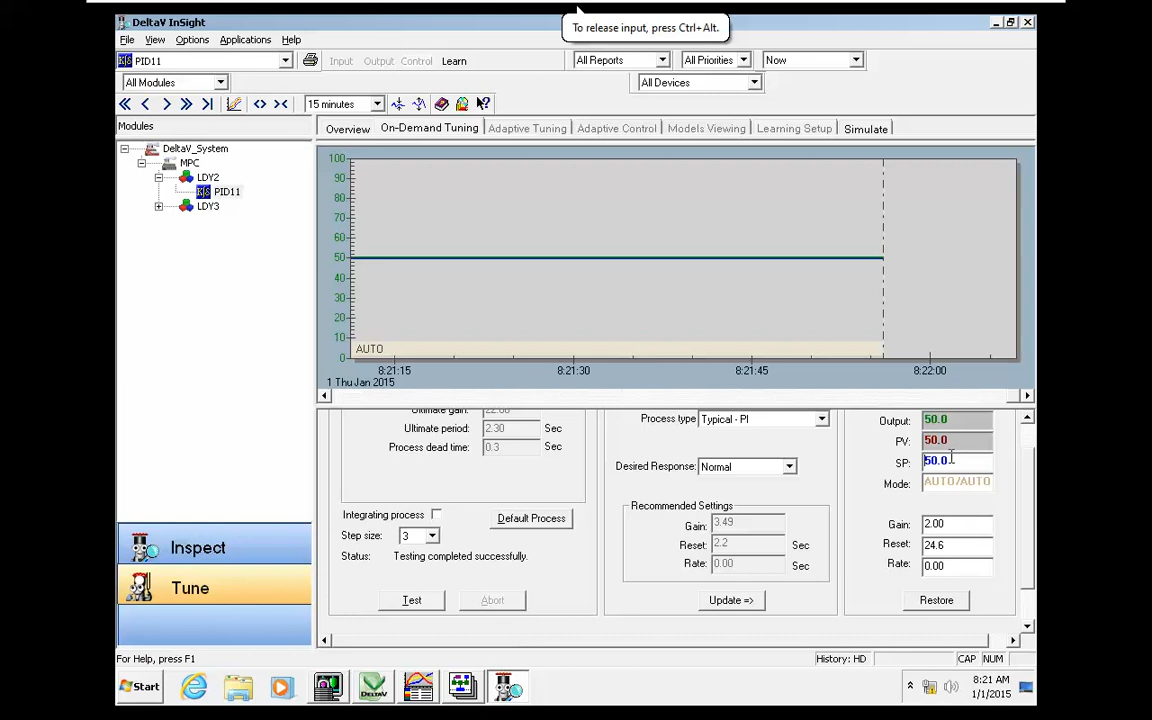 To release input, press Ctrl+Alt.
DeltaV InSight
File View Options Applications Help
PID11 Input Output Control Learn All Reports All Priorities Now
All Modules All Devices
15 minutes
Modules
Overview On-Demand Tuning Adaptive Tuning Adaptive Control Models Viewing Learning Setup Simulate
DeltaV_System
MPC
LDY2
PID11
LDY3
100
90
80
70
60
50
40
30
20
10
0
AUTO
8:21:15 8:21:30 8:21:45 8:22:00
1 Thu Jan 2015
Ultimate gain:
Ultimate period: 2.30 Sec
Process dead time: 0.3 Sec
Integrating process
Default Process
Step size: 3
Status: Testing completed successfully.
Test Abort
Process type Typical - PI
Desired Response: Normal
Recommended Settings
Gain: 3.49
Reset: 2.2 Sec
Rate: 0.00 Sec
Update =>
Output: 50.0
PV: 50.0
SP: 50.0
Mode: AUTO/AUTO
Gain: 2.00
Reset: 24.6
Rate: 0.00
Restore
Inspect
Tune
For Help, press F1
History: HD CAP NUM
Start
DELTAV
8:21 AM
1/1/2015